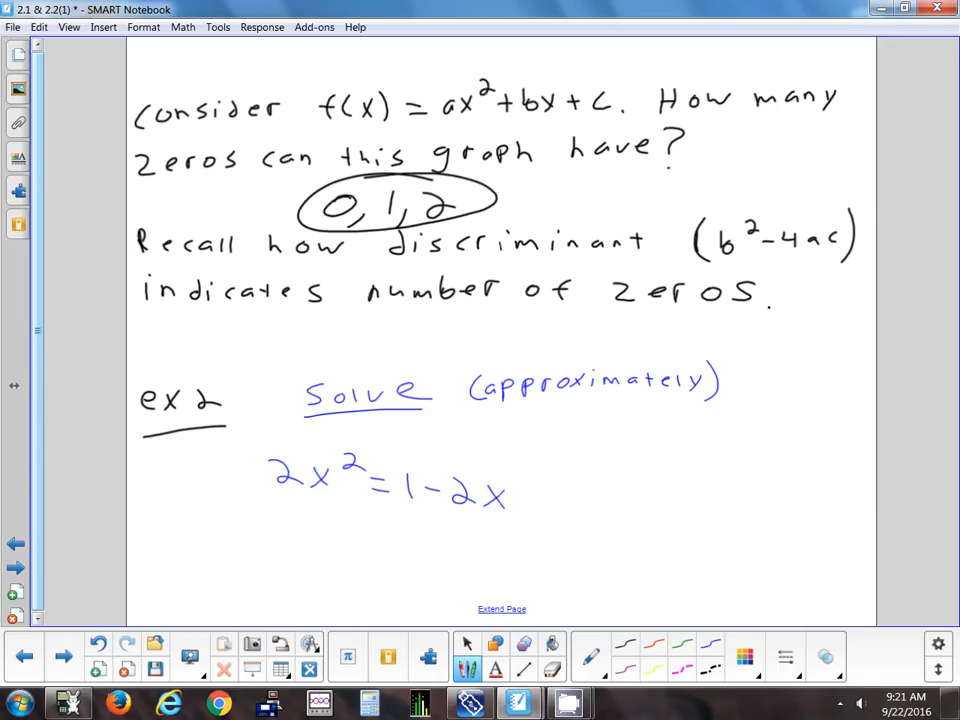 2.1 & 2.2(1) * - SMART Notebook
File Edit View Insert Format Math Tools Response Add-ons Help
Consider f(x) = ax²+bx+c. How many
zeros can this graph have?
0, 1, 2
Recall how discriminant (b²-4ac)
indicates number of zeros.
ex 2 Solve (approximately)
2x² = 1-2x
Extend Page
9:21 AM
9/22/2016